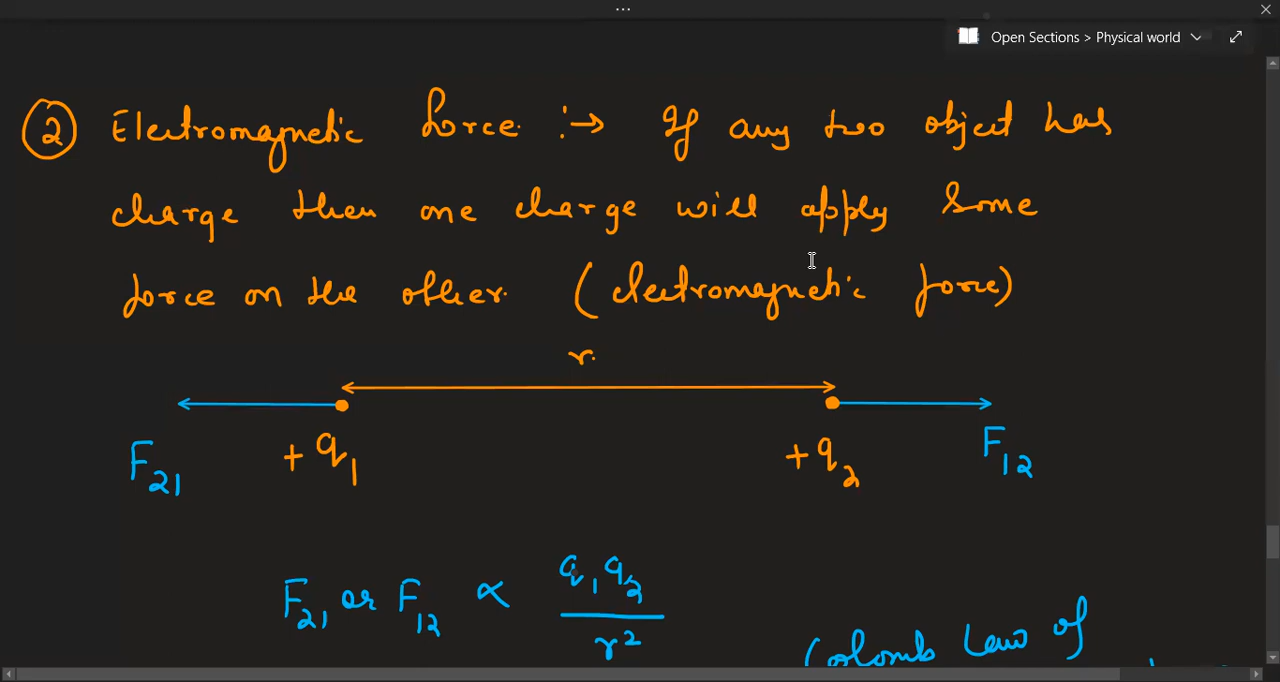 Open Sections > Physical world
② Electromagnetic force :→ If any two object has
charge then one charge will apply some
force on the other. (electromagnetic force)
r.
F21 +q1 +q2 F12
F21 or F12 ∝ q1q2 / r²
Colomb Law of